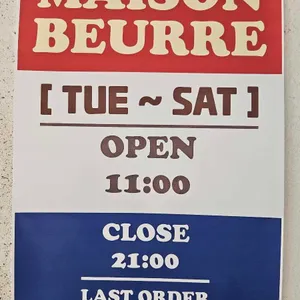 MAISON
BEURRE
[ TUE ~ SAT ]
OPEN
11:00
CLOSE
21:00
LAST ORDER